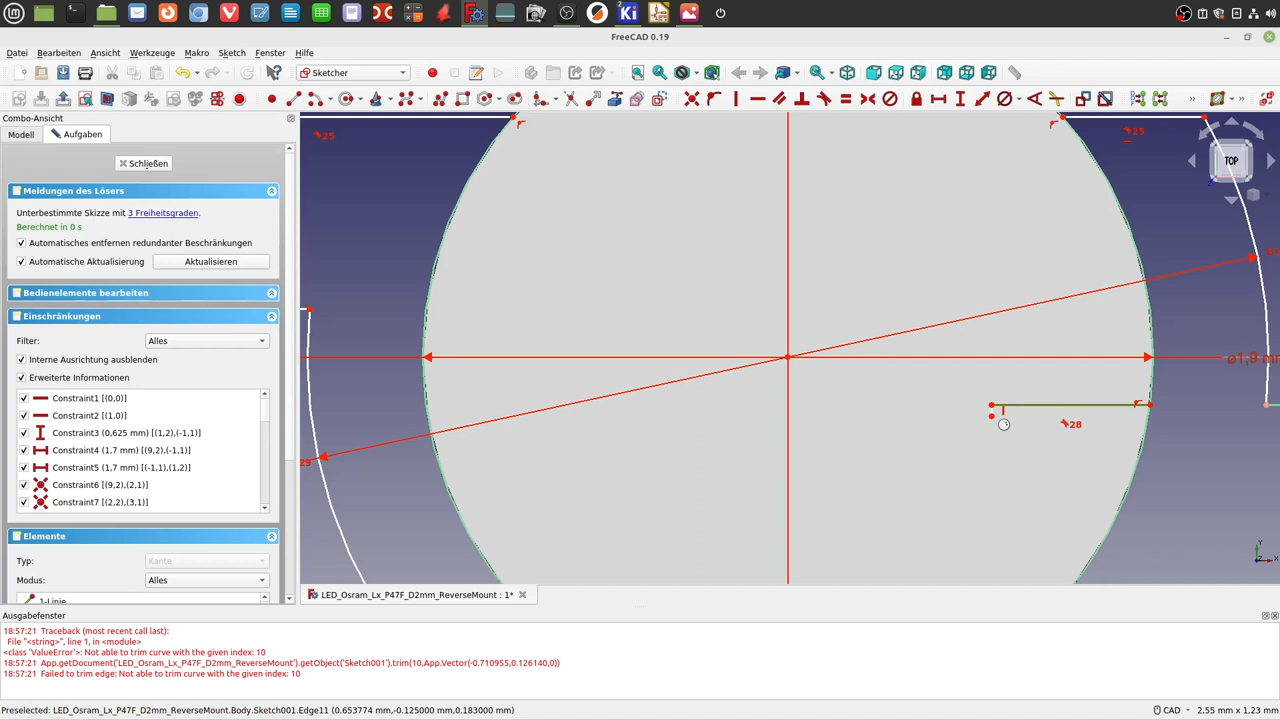 FreeCAD 0.19
Datei Bearbeiten Ansicht Werkzeuge Makro Sketch Fenster Hilfe
Sketcher
Combo-Ansicht
Modell Aufgaben
Schließen
Meldungen des Lösers
Unterbestimmte Skizze mit 3 Freiheitsgraden.
Berechnet in 0 s
Automatisches entfernen redundanter Beschränkungen
Automatische Aktualisierung Aktualisieren
Bedienelemente bearbeiten
Einschränkungen
Filter: Alles
Interne Ausrichtung ausblenden
Erweiterte Informationen
Constraint1 [(0,0)]
Constraint2 [(1,0)]
Constraint3 (0,625 mm) [(1,2),(-1,1)]
Constraint4 (1,7 mm) [(9,2),(-1,1)]
Constraint5 (1,7 mm) [(-1,1),(1,2)]
Constraint6 [(9,2),(2,1)]
Constraint7 [(2,2),(3,1)]
Elemente
Typ: Kante
Modus: Alles
1-Linie
25
25
TOP
ø1,9 mm
28
29
Y
X
LED_Osram_Lx_P47F_D2mm_ReverseMount : 1*
Ausgabefenster
18:57:21 Traceback (most recent call last):
File "<string>", line 1, in <module>
<class 'ValueError'>: Not able to trim curve with the given index: 10
18:57:21 App.getDocument('LED_Osram_Lx_P47F_D2mm_ReverseMount').getObject('Sketch001').trim(10,App.Vector(-0.710955,0.126140,0))
18:57:21 Failed to trim edge: Not able to trim curve with the given index: 10
Preselected: LED_Osram_Lx_P47F_D2mm_ReverseMount.Body.Sketch001.Edge11 (0.653774 mm,-0.125000 mm,0.183000 mm)
CAD 2,55 mm x 1,23 mm